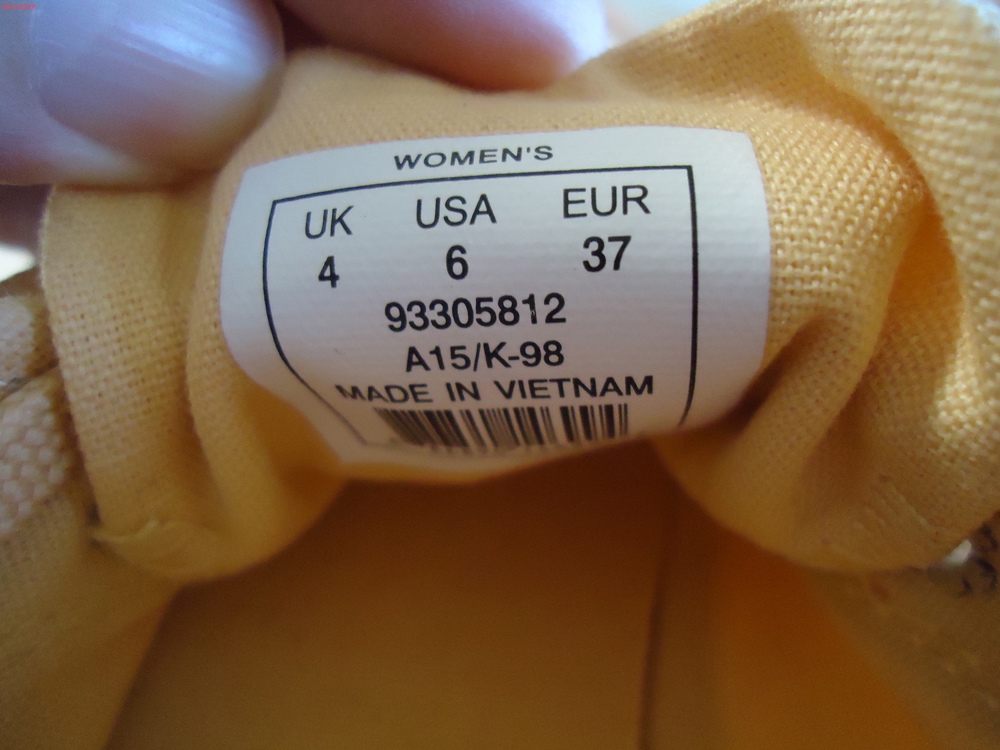 WOMEN'S
UK USA EUR
4 6 37
93305812
A15/K-98
MADE IN VIETNAM